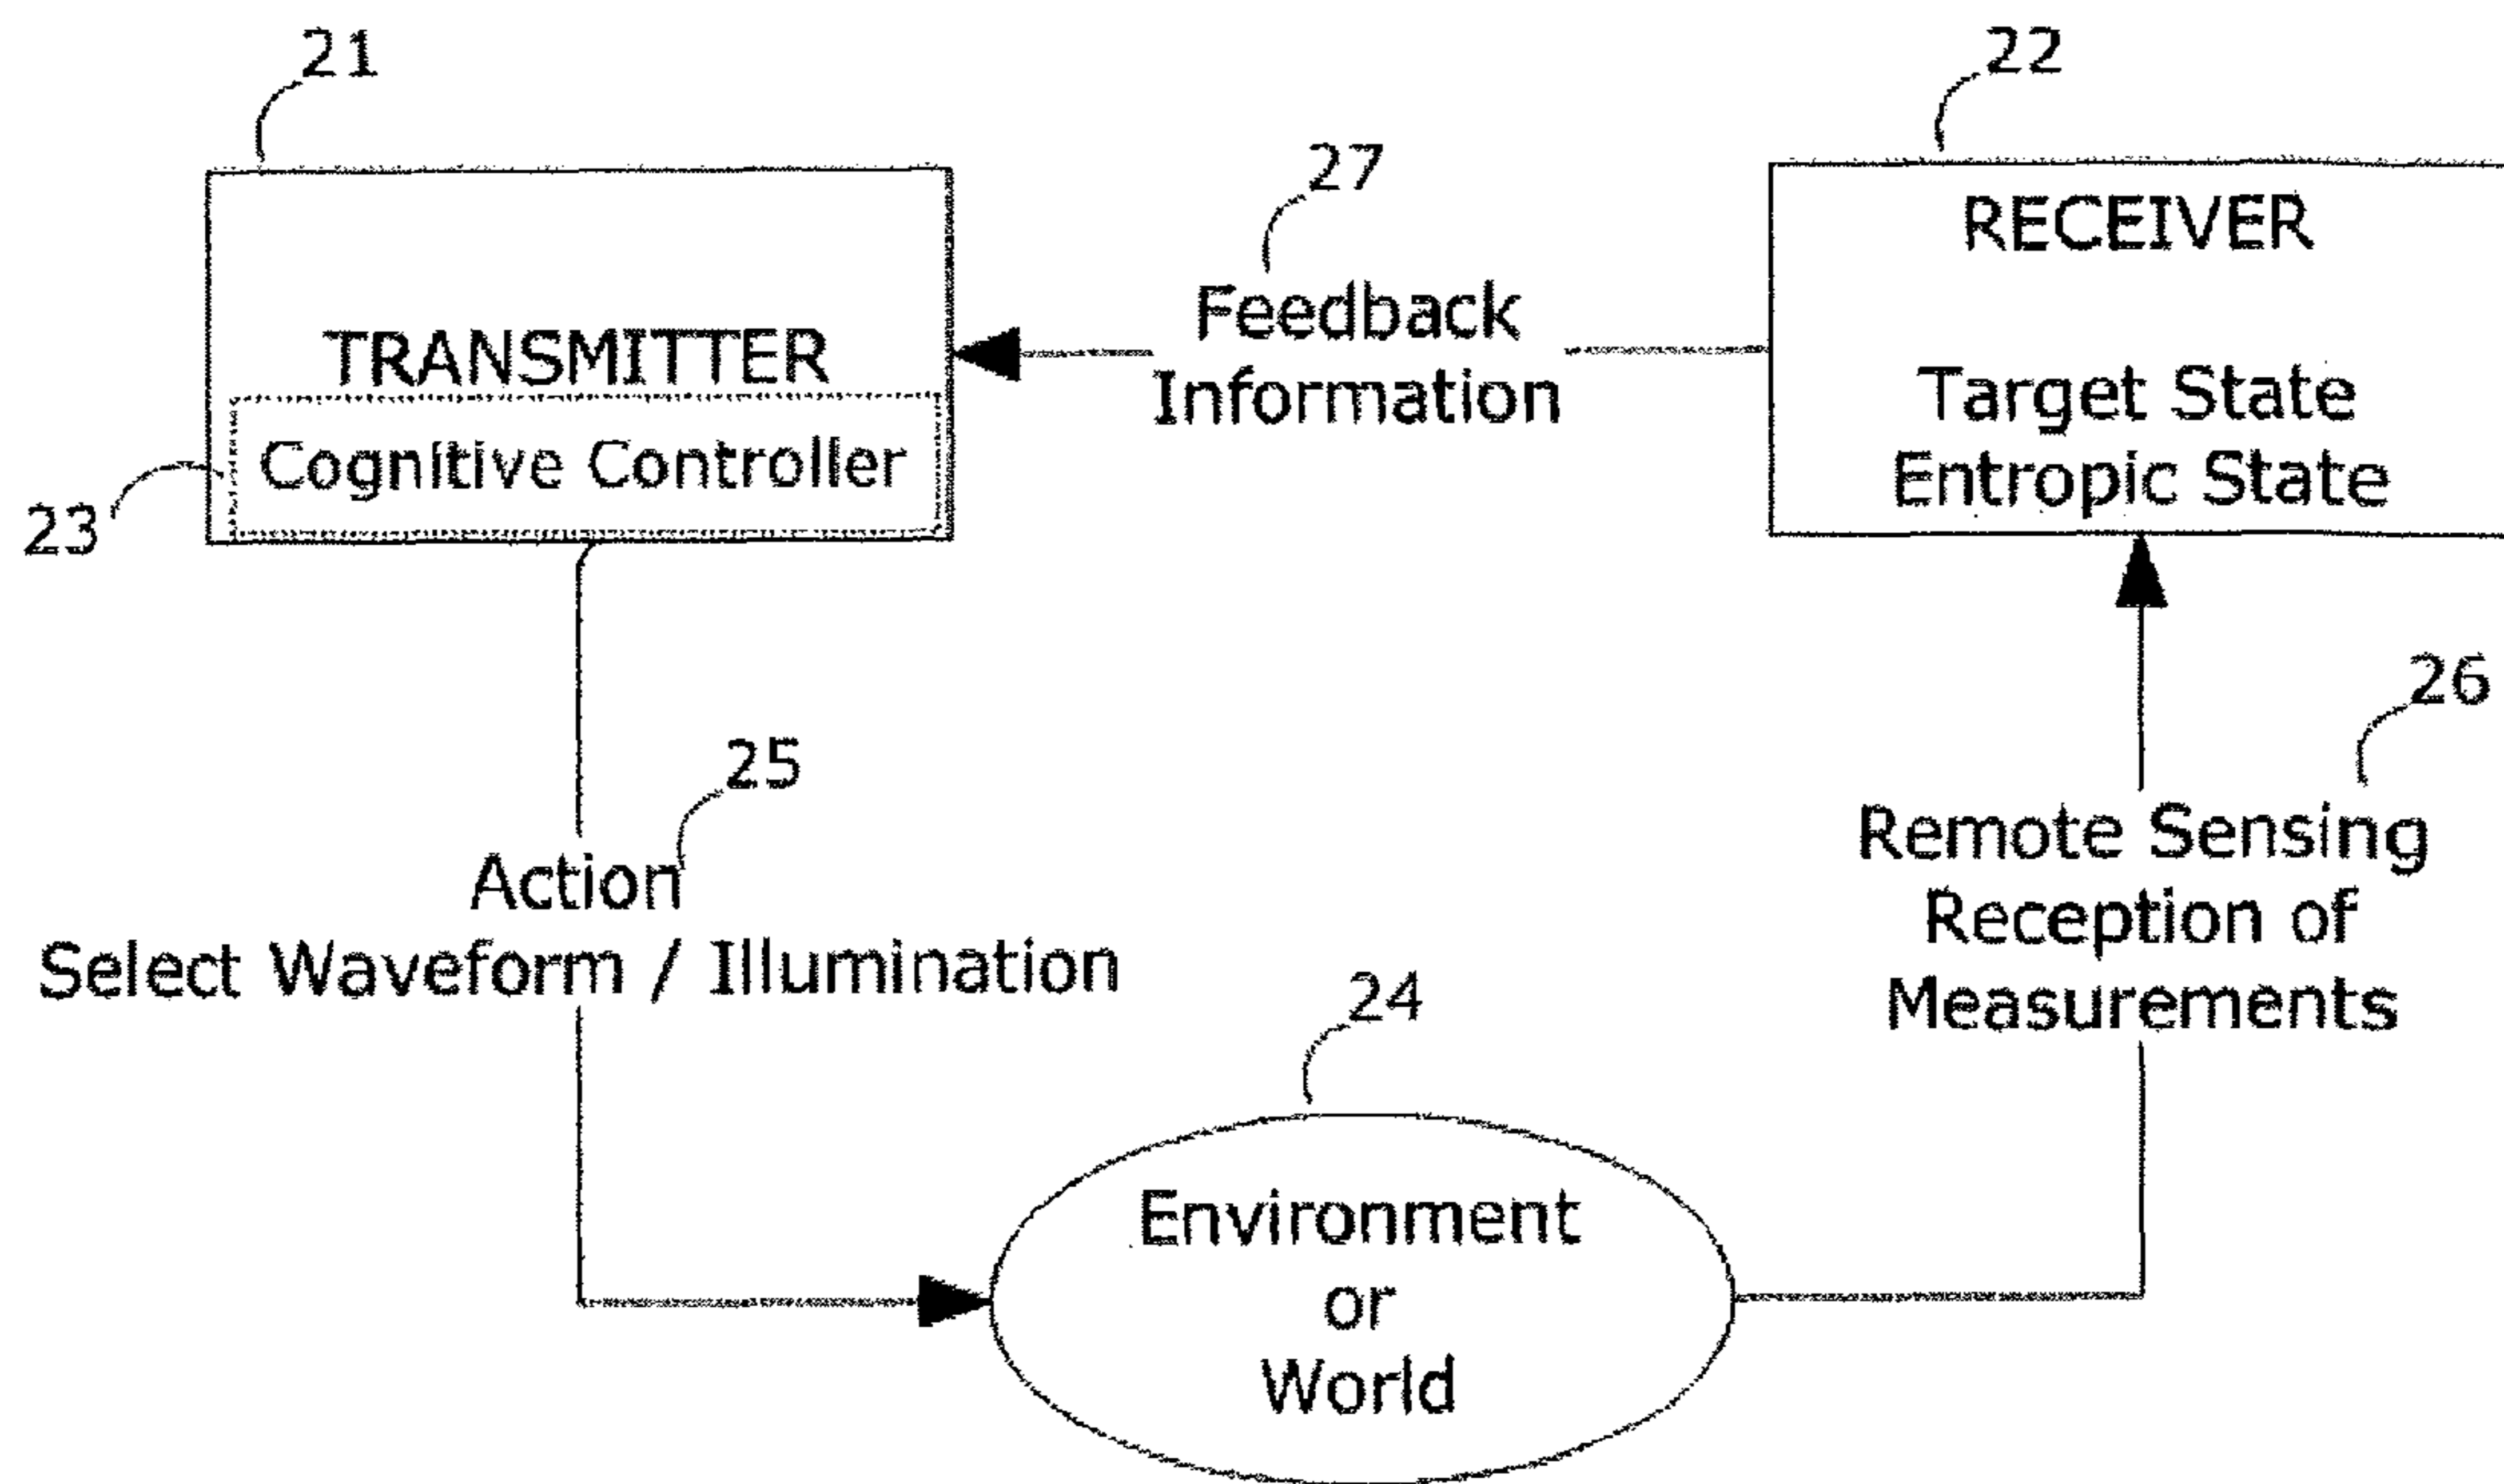 21
22
27
RECEIVER
Feedback
Information
TRANSMITTER
Target State
Entropic State
Cognitive Controller
23
26
25
Remote Sensing
Reception of
Measurements
Action
Select Waveform / Illumination
24
Environment
or
World